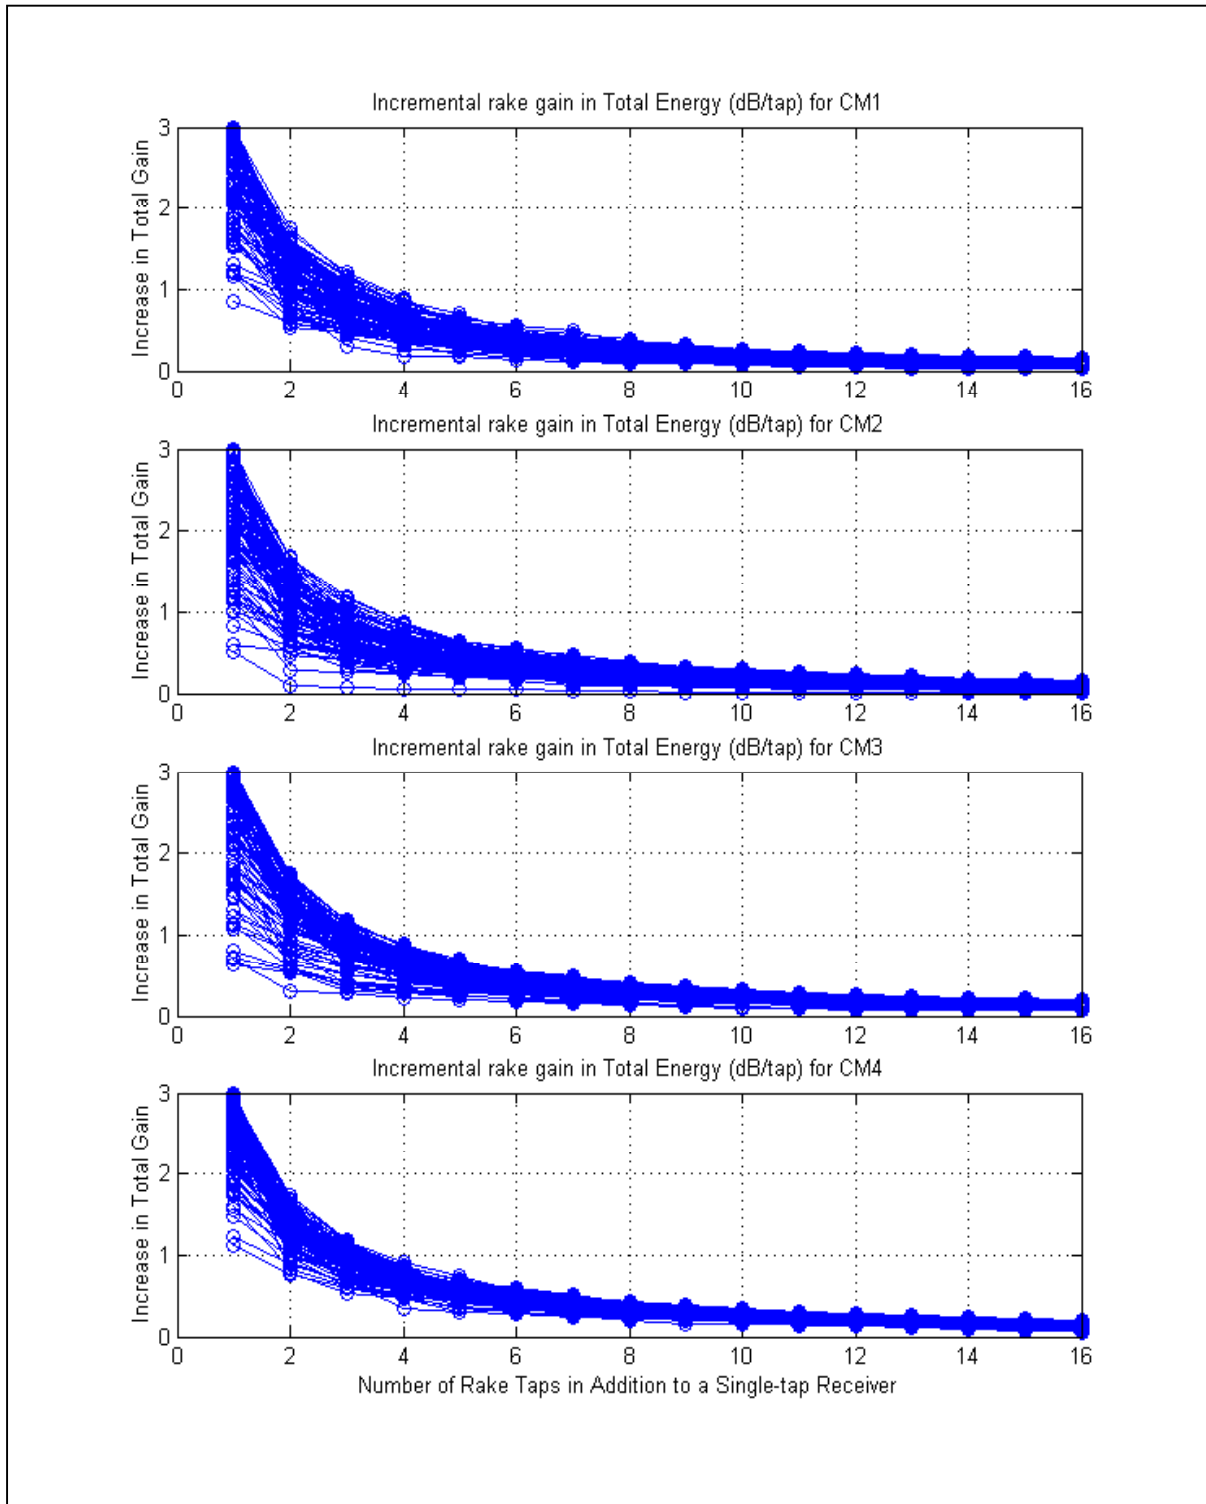 Incremental rake gain in Total Energy (dB/tap) for CM1
Increase in Total Gain
3
2
1
0
0 2 4 6 8 10 12 14 16
Incremental rake gain in Total Energy (dB/tap) for CM2
Increase in Total Gain
3
2
1
0
0 2 4 6 8 10 12 14 16
Incremental rake gain in Total Energy (dB/tap) for CM3
Increase in Total Gain
3
2
1
0
0 2 4 6 8 10 12 14 16
Incremental rake gain in Total Energy (dB/tap) for CM4
Increase in Total Gain
3
2
1
0
0 2 4 6 8 10 12 14 16
Number of Rake Taps in Addition to a Single-tap Receiver